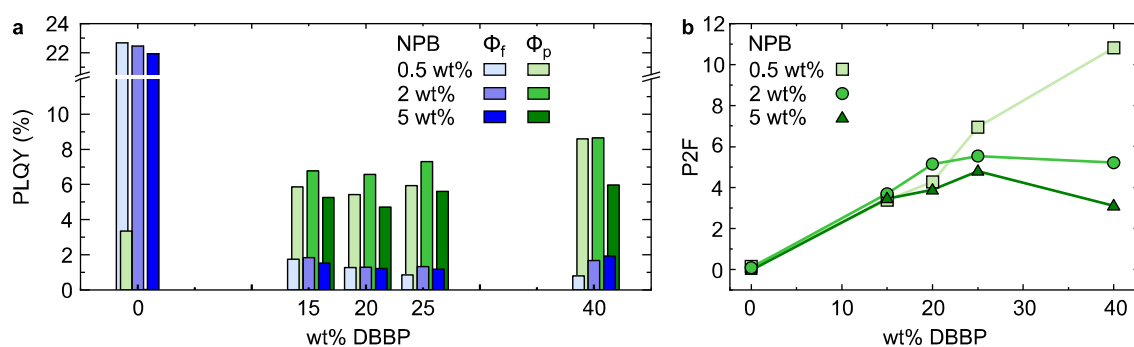 a
24
22
10
8
6
4
2
0
PLQY (%)
NPB Φf Φp
0.5 wt%
2 wt%
5 wt%
0 15 20 25 40
wt% DBBP
b
12
10
8
6
4
2
0
P2F
NPB
0.5 wt%
2 wt%
5 wt%
0 10 20 30 40
wt% DBBP